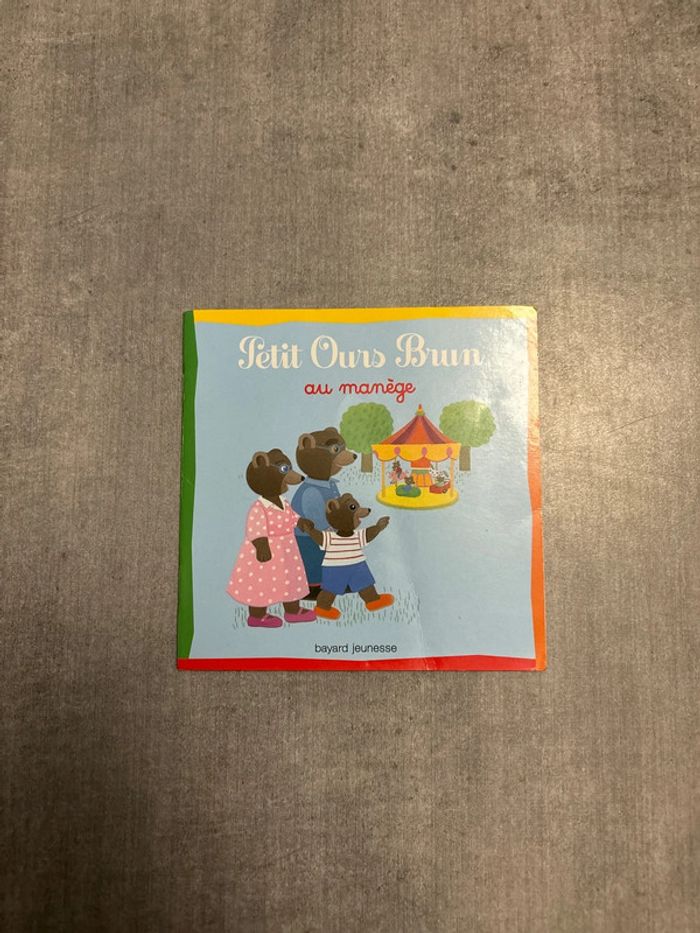 Petit Ours Brun
au manège
bayard jeunesse